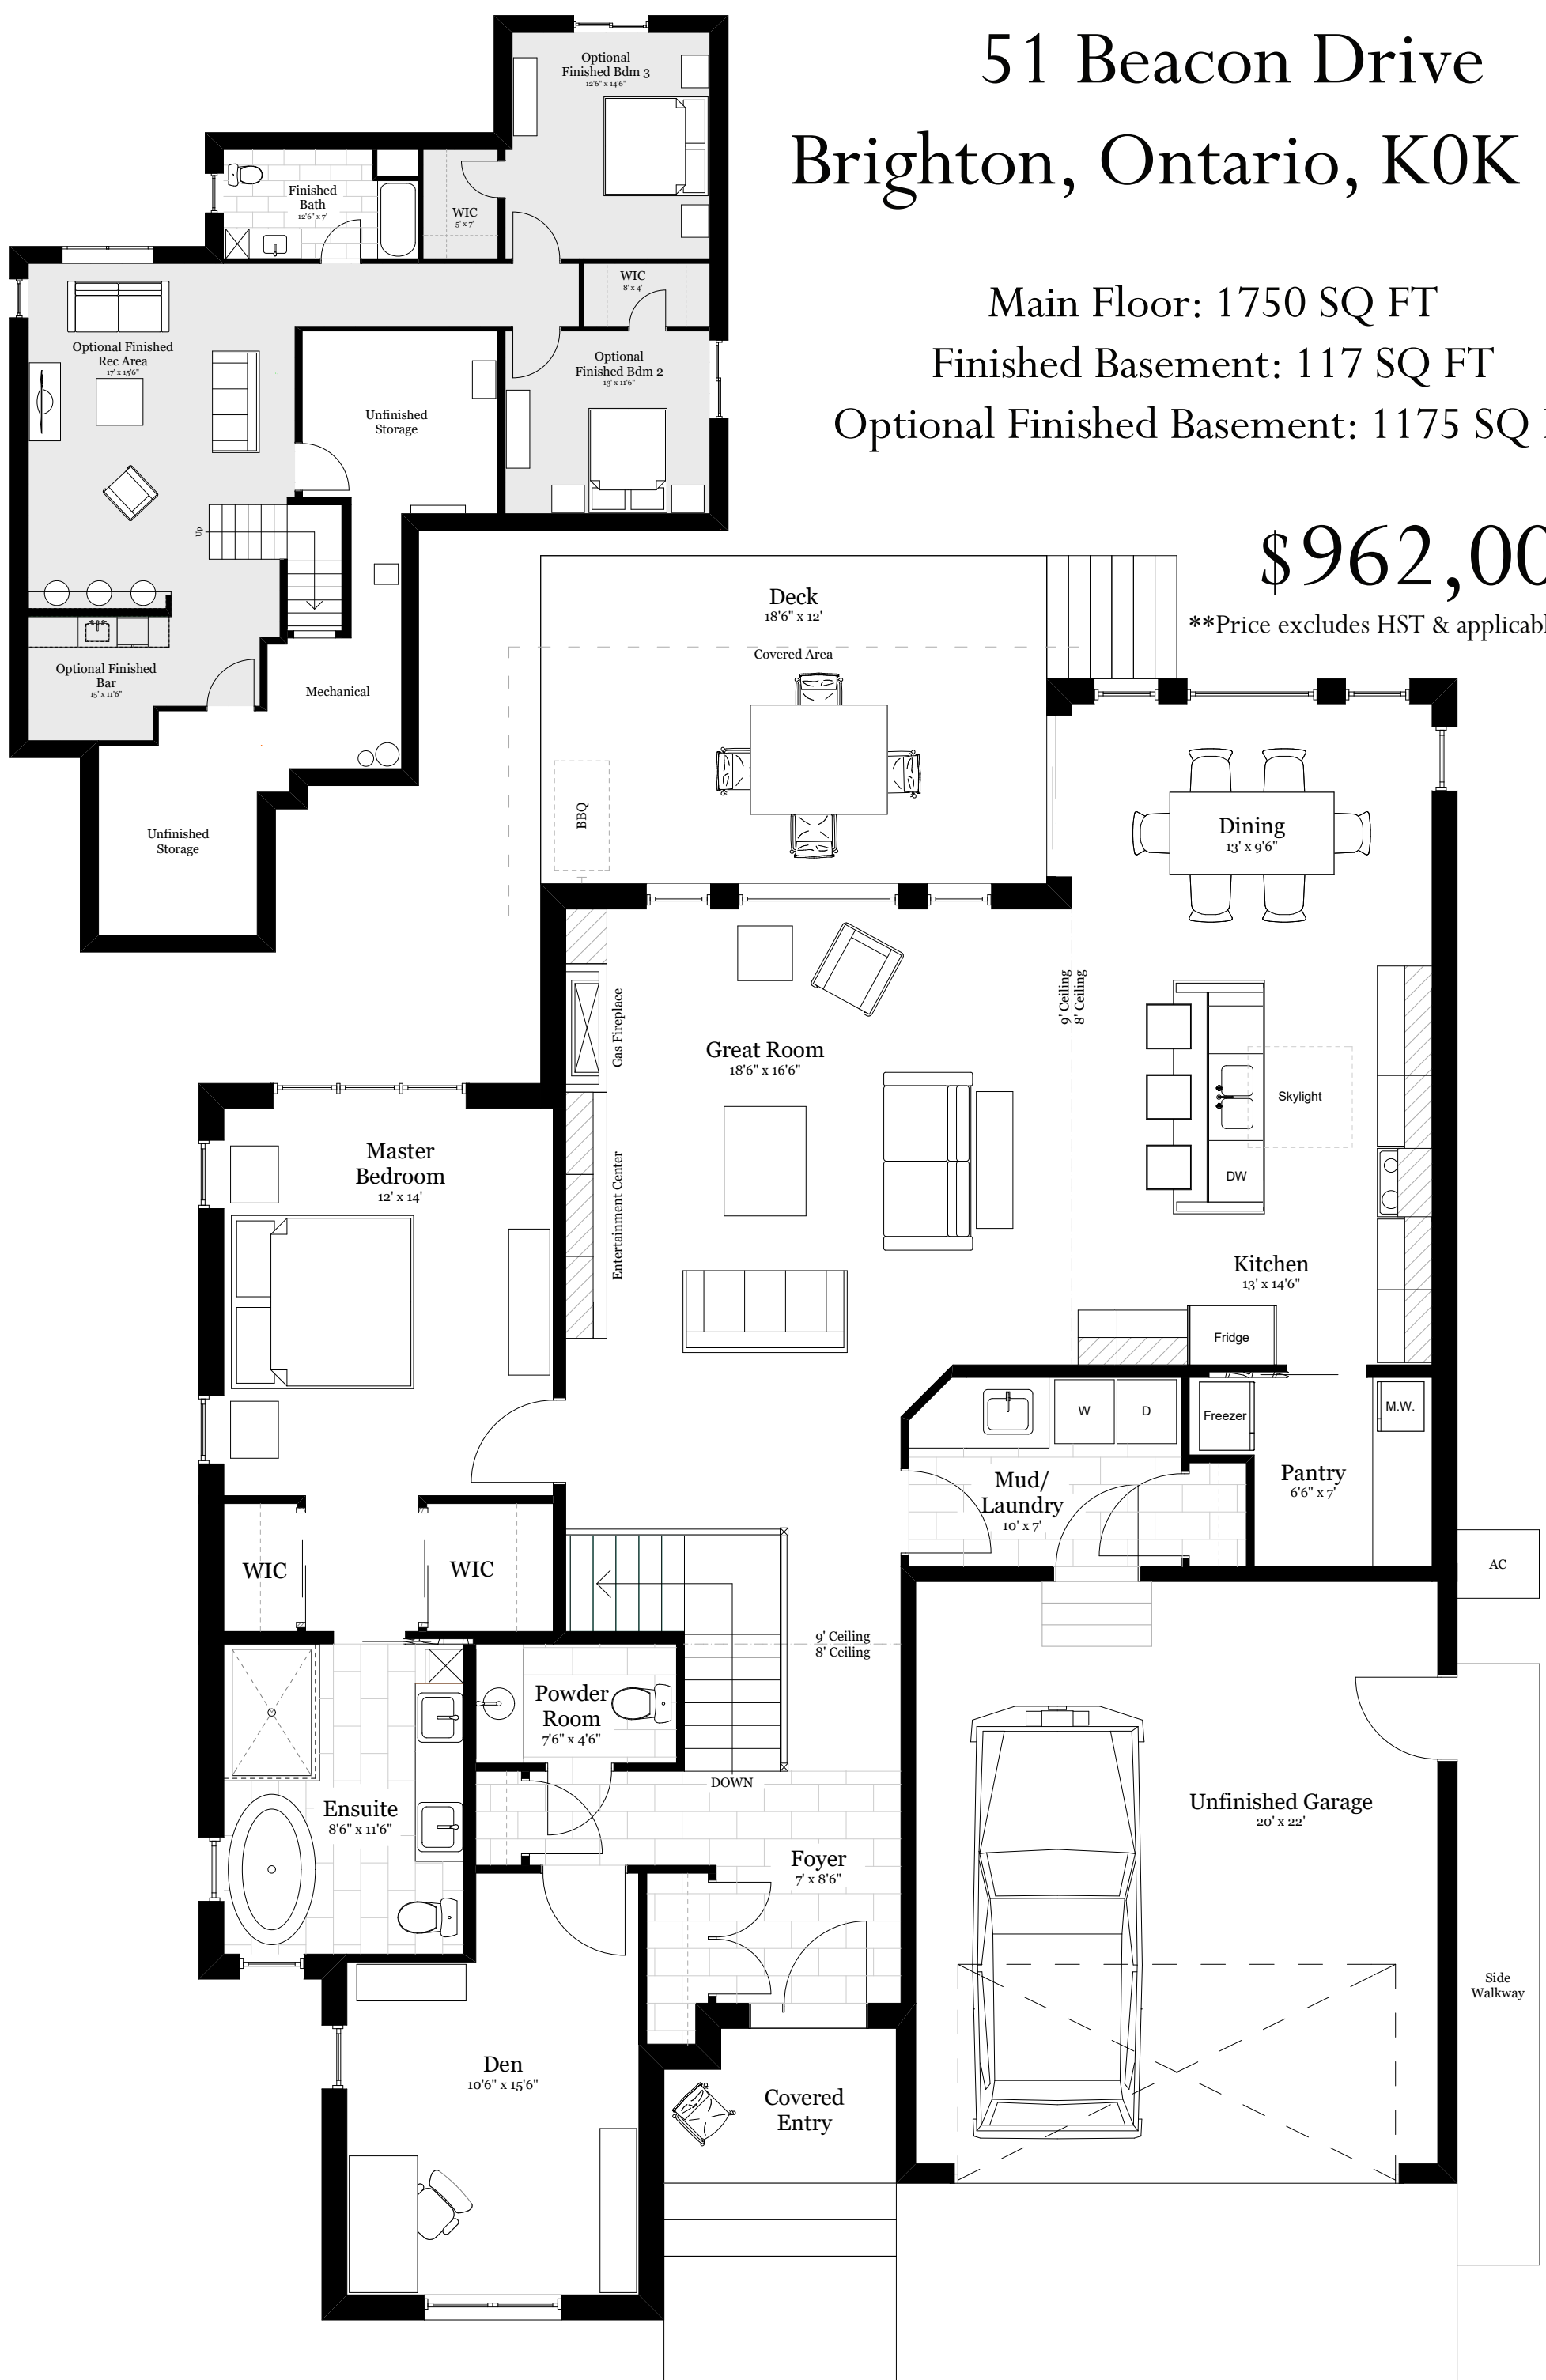 51 Beacon Drive
Brighton, Ontario, K0K
Main Floor: 1750 SQ FT
Finished Basement: 117 SQ FT
Optional Finished Basement: 1175 SQ
$962,00
**Price excludes HST & applicabl
Optional
Finished Bdm 3
12'6" x 14'6"
Finished
Bath
12'6" x 7'
WIC
5' x 7'
WIC
8' x 4'
Optional Finished
Rec Area
17' x 15'6"
Optional
Finished Bdm 2
13' x 11'6"
Unfinished
Storage
Up
Optional Finished
Bar
15' x 11'6"
Mechanical
Unfinished
Storage
Deck
18'6" x 12'
Covered Area
BBQ
Dining
13' x 9'6"
9' Ceiling
8' Ceiling
Gas Fireplace
Great Room
18'6" x 16'6"
Skylight
DW
Entertainment Center
Master
Bedroom
12' x 14'
Kitchen
13' x 14'6"
Fridge
W
D
Freezer
M.W.
Mud/
Laundry
10' x 7'
Pantry
6'6" x 7'
WIC
WIC
AC
9' Ceiling
8' Ceiling
Powder
Room
7'6" x 4'6"
DOWN
Ensuite
8'6" x 11'6"
Unfinished Garage
20' x 22'
Foyer
7' x 8'6"
Side
Walkway
Den
10'6" x 15'6"
Covered
Entry